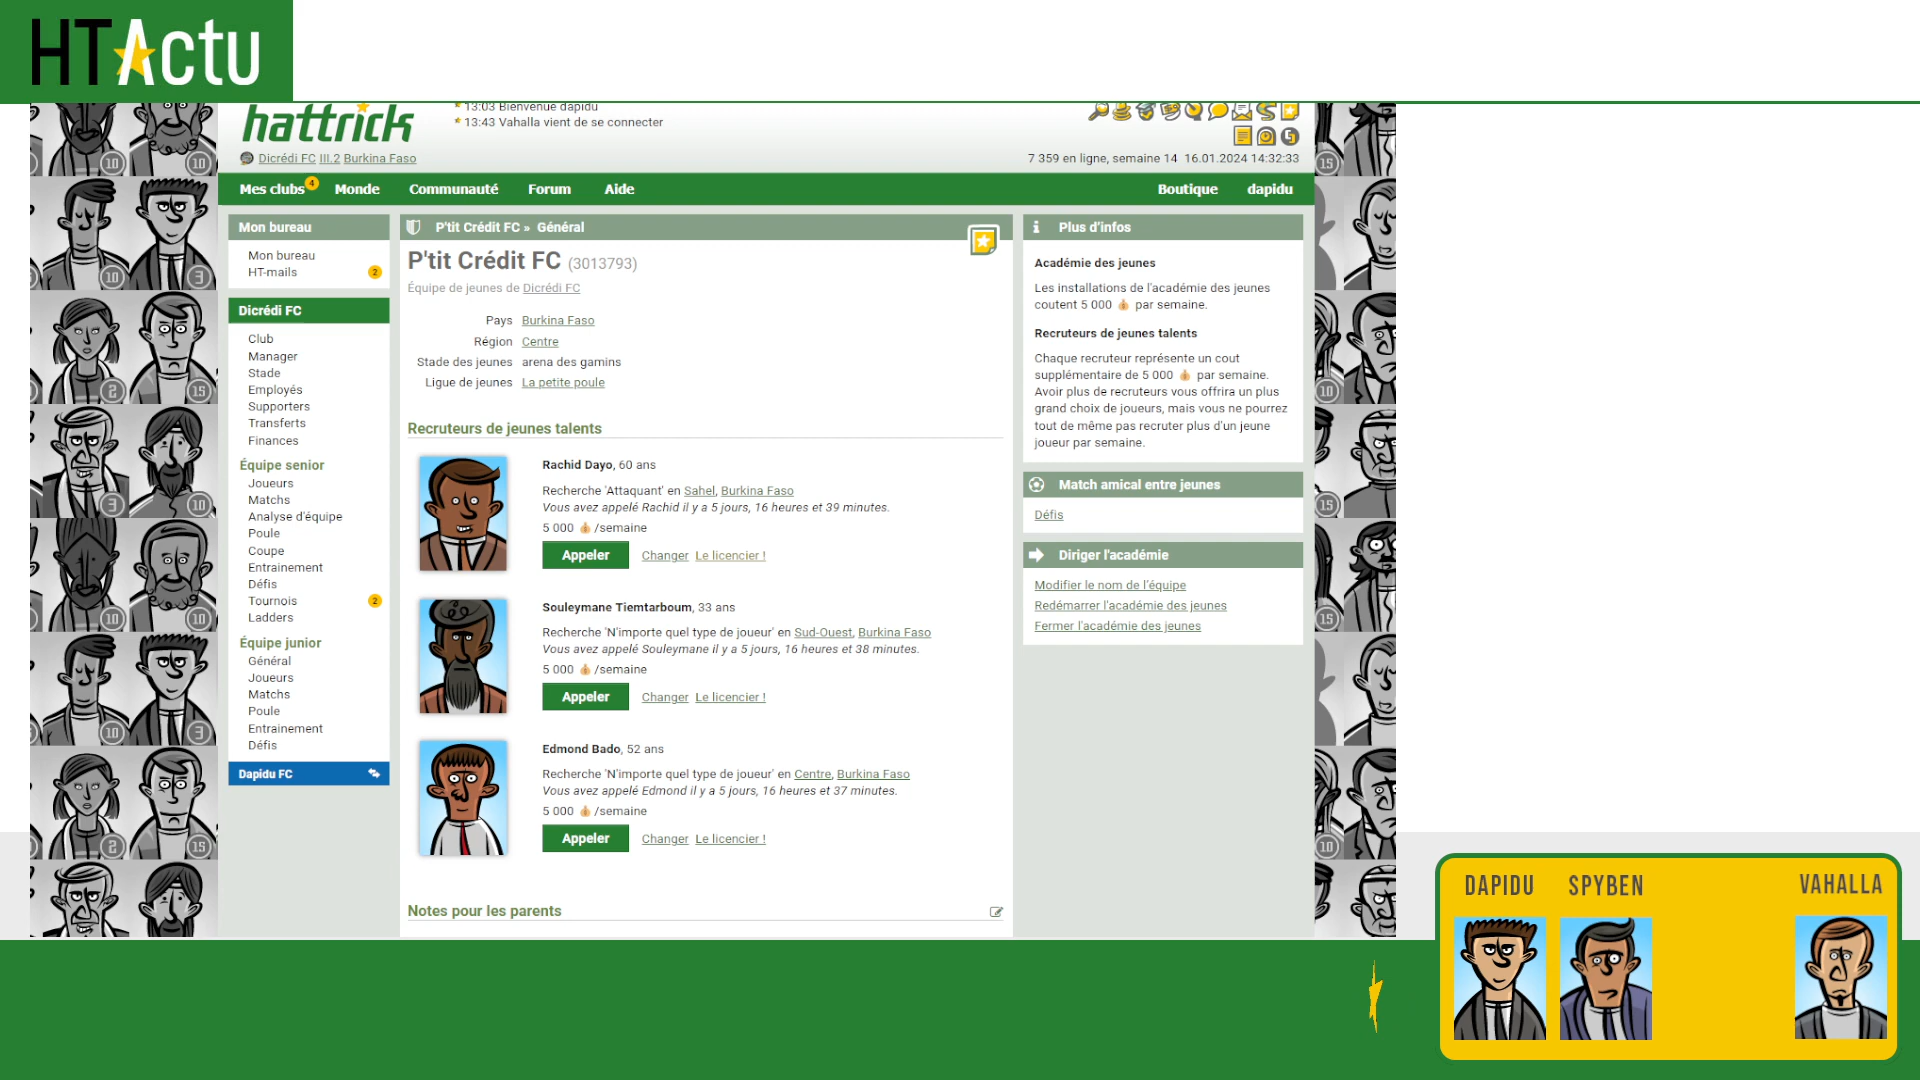 HTActu
hattrick
13:03 Bienvenue dapidu
13:43 Vahalla vient de se connecter
Dicrédi FC III.2 Burkina Faso
7 359 en ligne, semaine 14 16.01.2024 14:32:33
Mes clubs 4 Monde Communauté Forum Aide Boutique dapidu
Mon bureau
Mon bureau
HT-mails 2
Dicrédi FC
Club
Manager
Stade
Employés
Supporters
Transferts
Finances
Équipe senior
Joueurs
Matchs
Analyse d'équipe
Poule
Coupe
Entrainement
Défis
Tournois 2
Ladders
Équipe junior
Général
Joueurs
Matchs
Poule
Entrainement
Défis
Dapidu FC
P'tit Crédit FC » Général
P'tit Crédit FC (3013793)
Équipe de jeunes de Dicrédi FC
Pays Burkina Faso
Région Centre
Stade des jeunes arena des gamins
Ligue de jeunes La petite poule
Recruteurs de jeunes talents
Rachid Dayo, 60 ans
Recherche 'Attaquant' en Sahel, Burkina Faso
Vous avez appelé Rachid il y a 5 jours, 16 heures et 39 minutes.
5 000 /semaine
Appeler Changer Le licencier !
Souleymane Tiemtarboum, 33 ans
Recherche 'N'importe quel type de joueur' en Sud-Ouest, Burkina Faso
Vous avez appelé Souleymane il y a 5 jours, 16 heures et 38 minutes.
5 000 /semaine
Appeler Changer Le licencier !
Edmond Bado, 52 ans
Recherche 'N'importe quel type de joueur' en Centre, Burkina Faso
Vous avez appelé Edmond il y a 5 jours, 16 heures et 37 minutes.
5 000 /semaine
Appeler Changer Le licencier !
Notes pour les parents
Plus d'infos
Académie des jeunes
Les installations de l'académie des jeunes
coutent 5 000 par semaine.
Recruteurs de jeunes talents
Chaque recruteur représente un cout
supplémentaire de 5 000 par semaine.
Avoir plus de recruteurs vous offrira un plus
grand choix de joueurs, mais vous ne pourrez
tout de même pas recruter plus d'un jeune
joueur par semaine.
Match amical entre jeunes
Défis
Diriger l'académie
Modifier le nom de l'équipe
Redémarrer l'académie des jeunes
Fermer l'académie des jeunes
DAPIDU SPYBEN VAHALLA